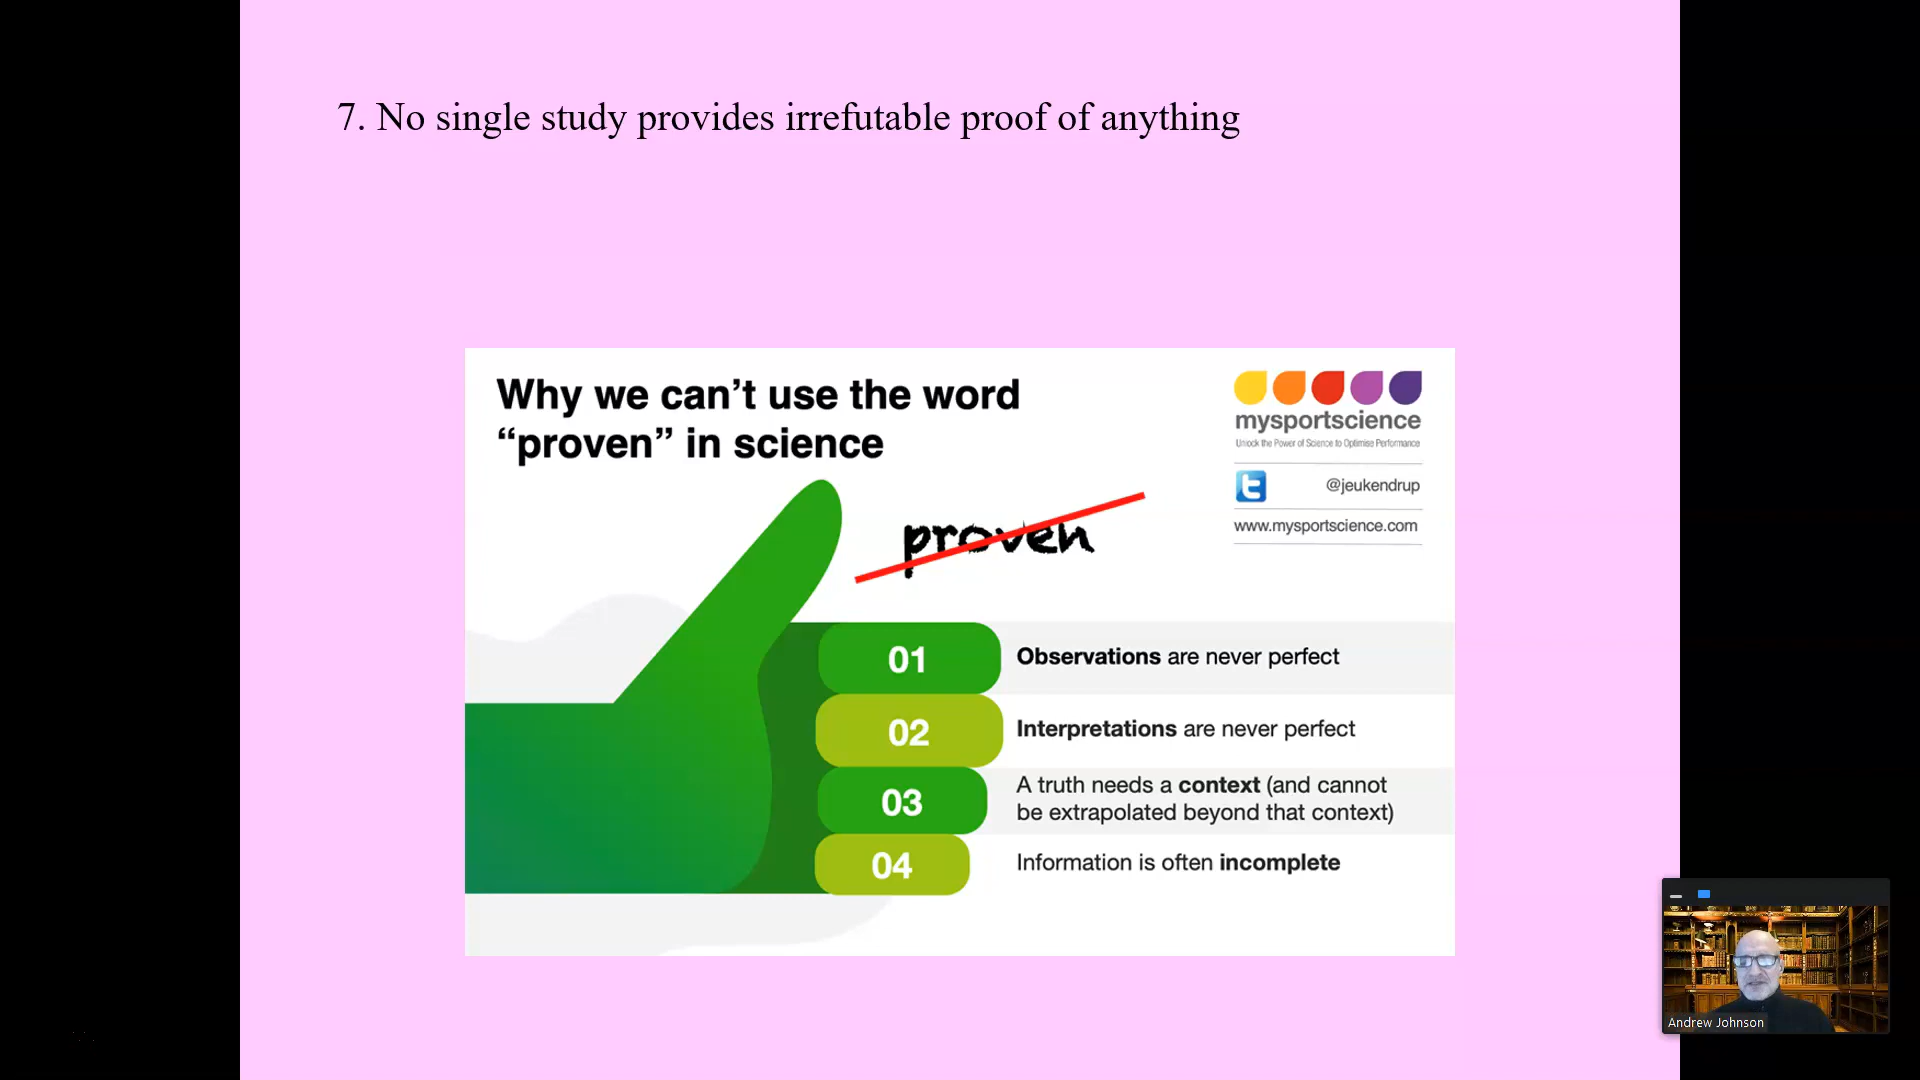 7. No single study provides irrefutable proof of anything
Why we can’t use the word
“proven” in science
mysportscience
Unlock the Power of Science to Optimise Performance
@jeukendrup
www.mysportscience.com
proven
01 Observations are never perfect
02 Interpretations are never perfect
03 A truth needs a context (and cannot
be extrapolated beyond that context)
04 Information is often incomplete
Andrew Johnson